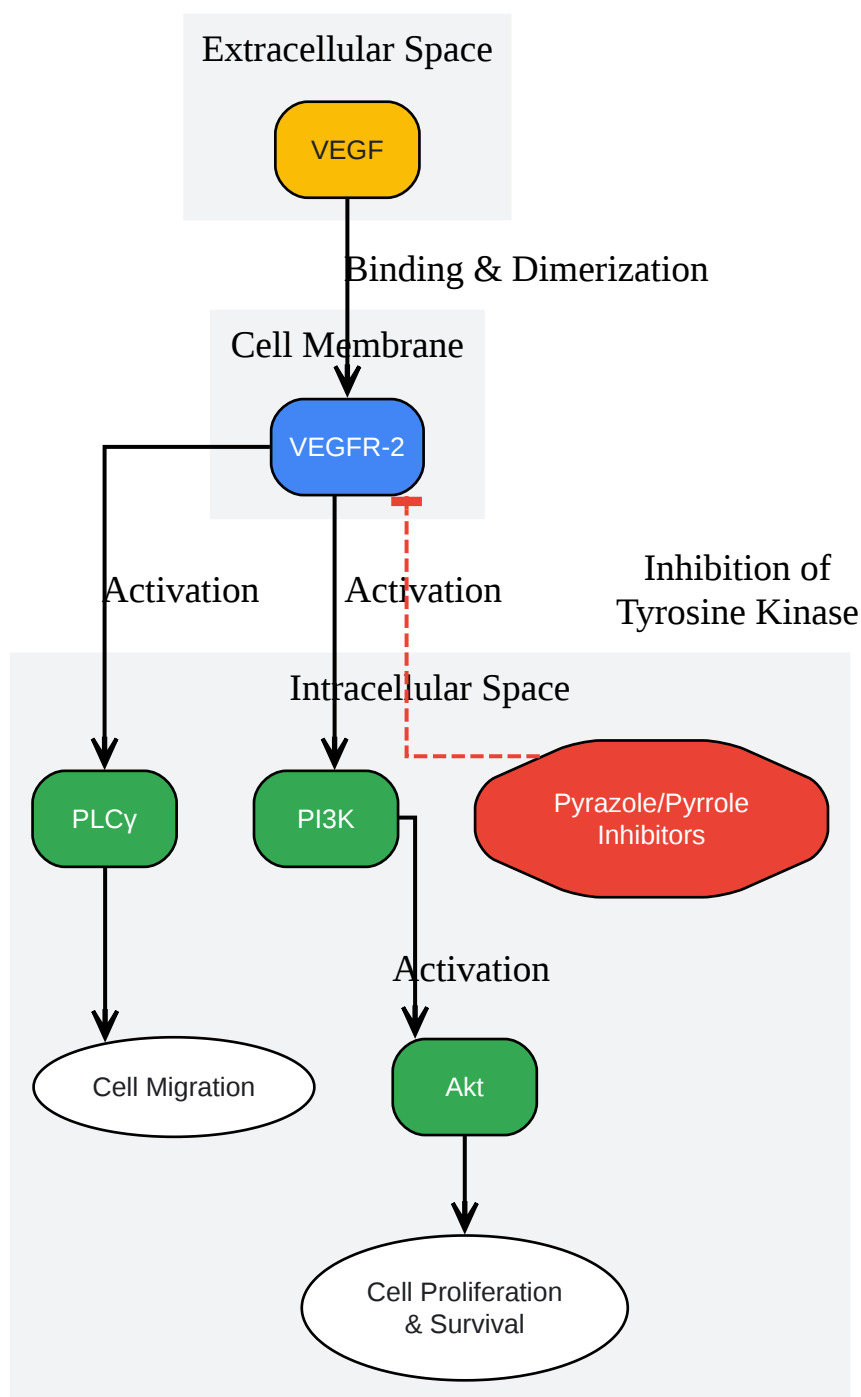 Extracellular Space
VEGF
Binding & Dimerization
Cell Membrane
VEGFR-2
Activation
Activation
Inhibition of
Tyrosine Kinase
Intracellular Space
PLCγ
PI3K
Pyrazole/Pyrrole
Inhibitors
Activation
Cell Migration
Akt
Cell Proliferation
& Survival